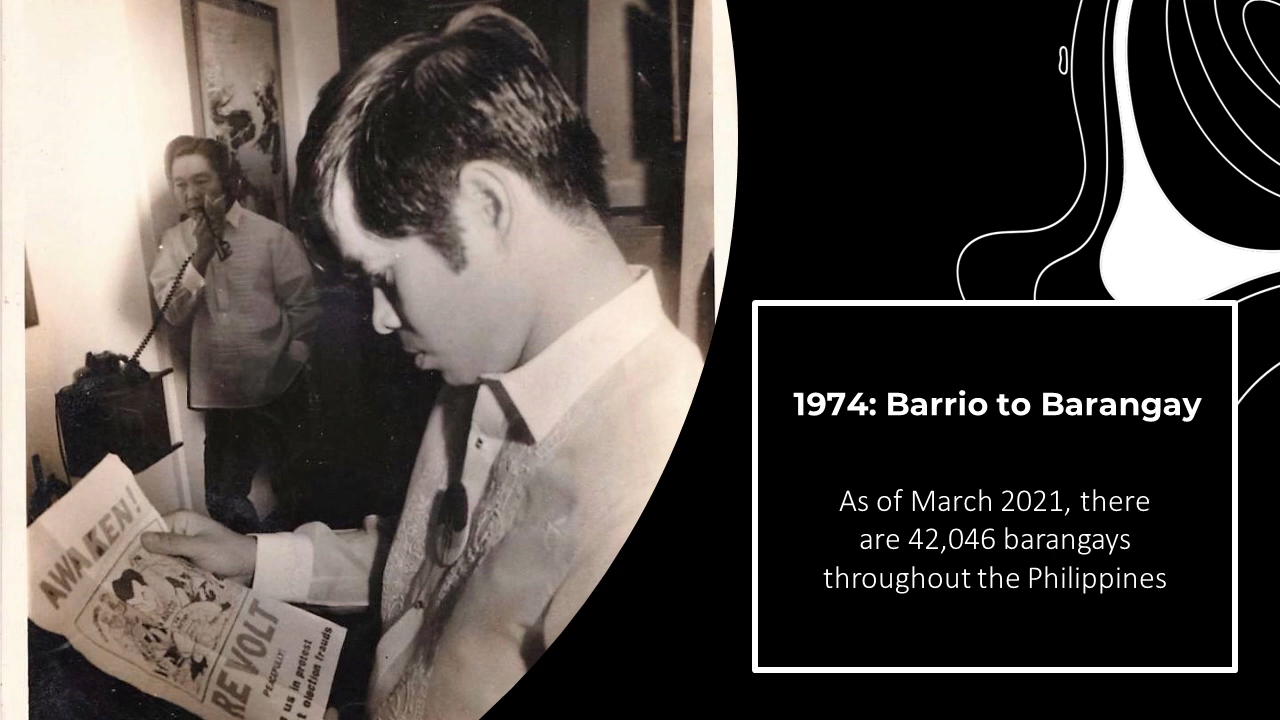 AWAKEN!
REVOLT
PEACEFULLY!
us in protest
t election frauds
1974: Barrio to Barangay
As of March 2021, there
are 42,046 barangays
throughout the Philippines